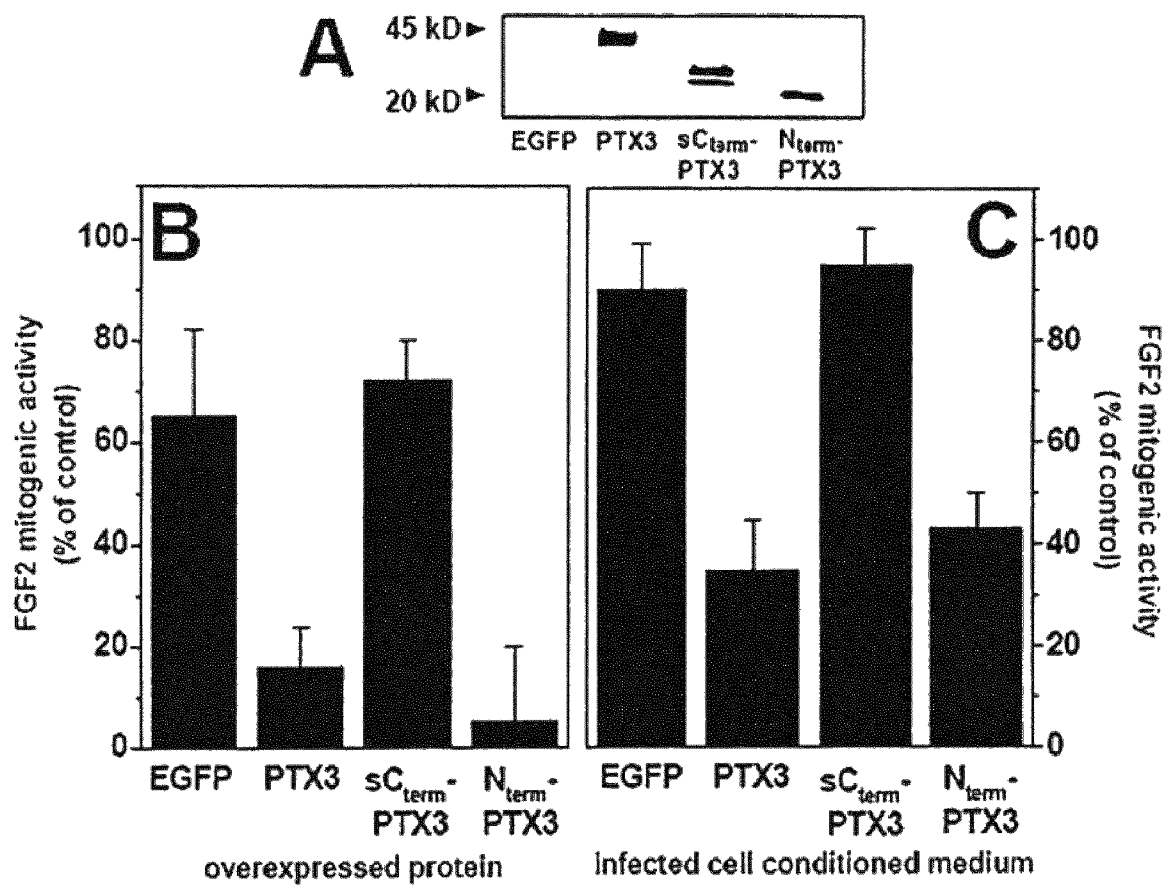 A
45 kD
20 kD
EGFP PTX3 sCterm- Nterm-
PTX3 PTX3
B
FGF2 mitogenic activity
(% of control)
100
80
60
40
20
0
EGFP PTX3 sCterm- Nterm-
PTX3 PTX3
overexpressed protein
C
100
80
60
40
20
0
FGF2 mitogenic activity
(% of control)
EGFP PTX3 sCterm- Nterm-
PTX3 PTX3
infected cell conditioned medium